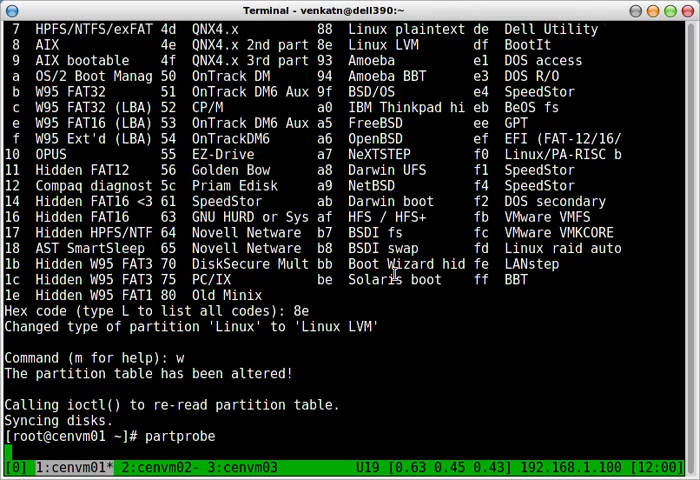 Terminal - venkatn@dell390:~
7 HPFS/NTFS/exFAT 4d QNX4.x 88 Linux plaintext de Dell Utility
8 AIX 4e QNX4.x 2nd part 8e Linux LVM df BootIt
9 AIX bootable 4f QNX4.x 3rd part 93 Amoeba e1 DOS access
a OS/2 Boot Manag 50 OnTrack DM 94 Amoeba BBT e3 DOS R/O
b W95 FAT32 51 OnTrack DM6 Aux 9f BSD/OS e4 SpeedStor
c W95 FAT32 (LBA) 52 CP/M a0 IBM Thinkpad hi eb BeOS fs
e W95 FAT16 (LBA) 53 OnTrack DM6 Aux a5 FreeBSD ee GPT
f W95 Ext'd (LBA) 54 OnTrackDM6 a6 OpenBSD ef EFI (FAT-12/16/
10 OPUS 55 EZ-Drive a7 NeXTSTEP f0 Linux/PA-RISC b
11 Hidden FAT12 56 Golden Bow a8 Darwin UFS f1 SpeedStor
12 Compaq diagnost 5c Priam Edisk a9 NetBSD f4 SpeedStor
14 Hidden FAT16 <3 61 SpeedStor ab Darwin boot f2 DOS secondary
16 Hidden FAT16 63 GNU HURD or Sys af HFS / HFS+ fb VMware VMFS
17 Hidden HPFS/NTF 64 Novell Netware b7 BSDI fs fc VMware VMKCORE
18 AST SmartSleep 65 Novell Netware b8 BSDI swap fd Linux raid auto
1b Hidden W95 FAT3 70 DiskSecure Mult bb Boot Wizard hid fe LANstep
1c Hidden W95 FAT3 75 PC/IX be Solaris boot ff BBT
1e Hidden W95 FAT1 80 Old Minix
Hex code (type L to list all codes): 8e
Changed type of partition 'Linux' to 'Linux LVM'
Command (m for help): w
The partition table has been altered!
Calling ioctl() to re-read partition table.
Syncing disks.
[root@cenvm01 ~]# partprobe
[0] 1:cenvm01* 2:cenvm02- 3:cenvm03 U19 [0.63 0.45 0.43] 192.168.1.100 [12:00]